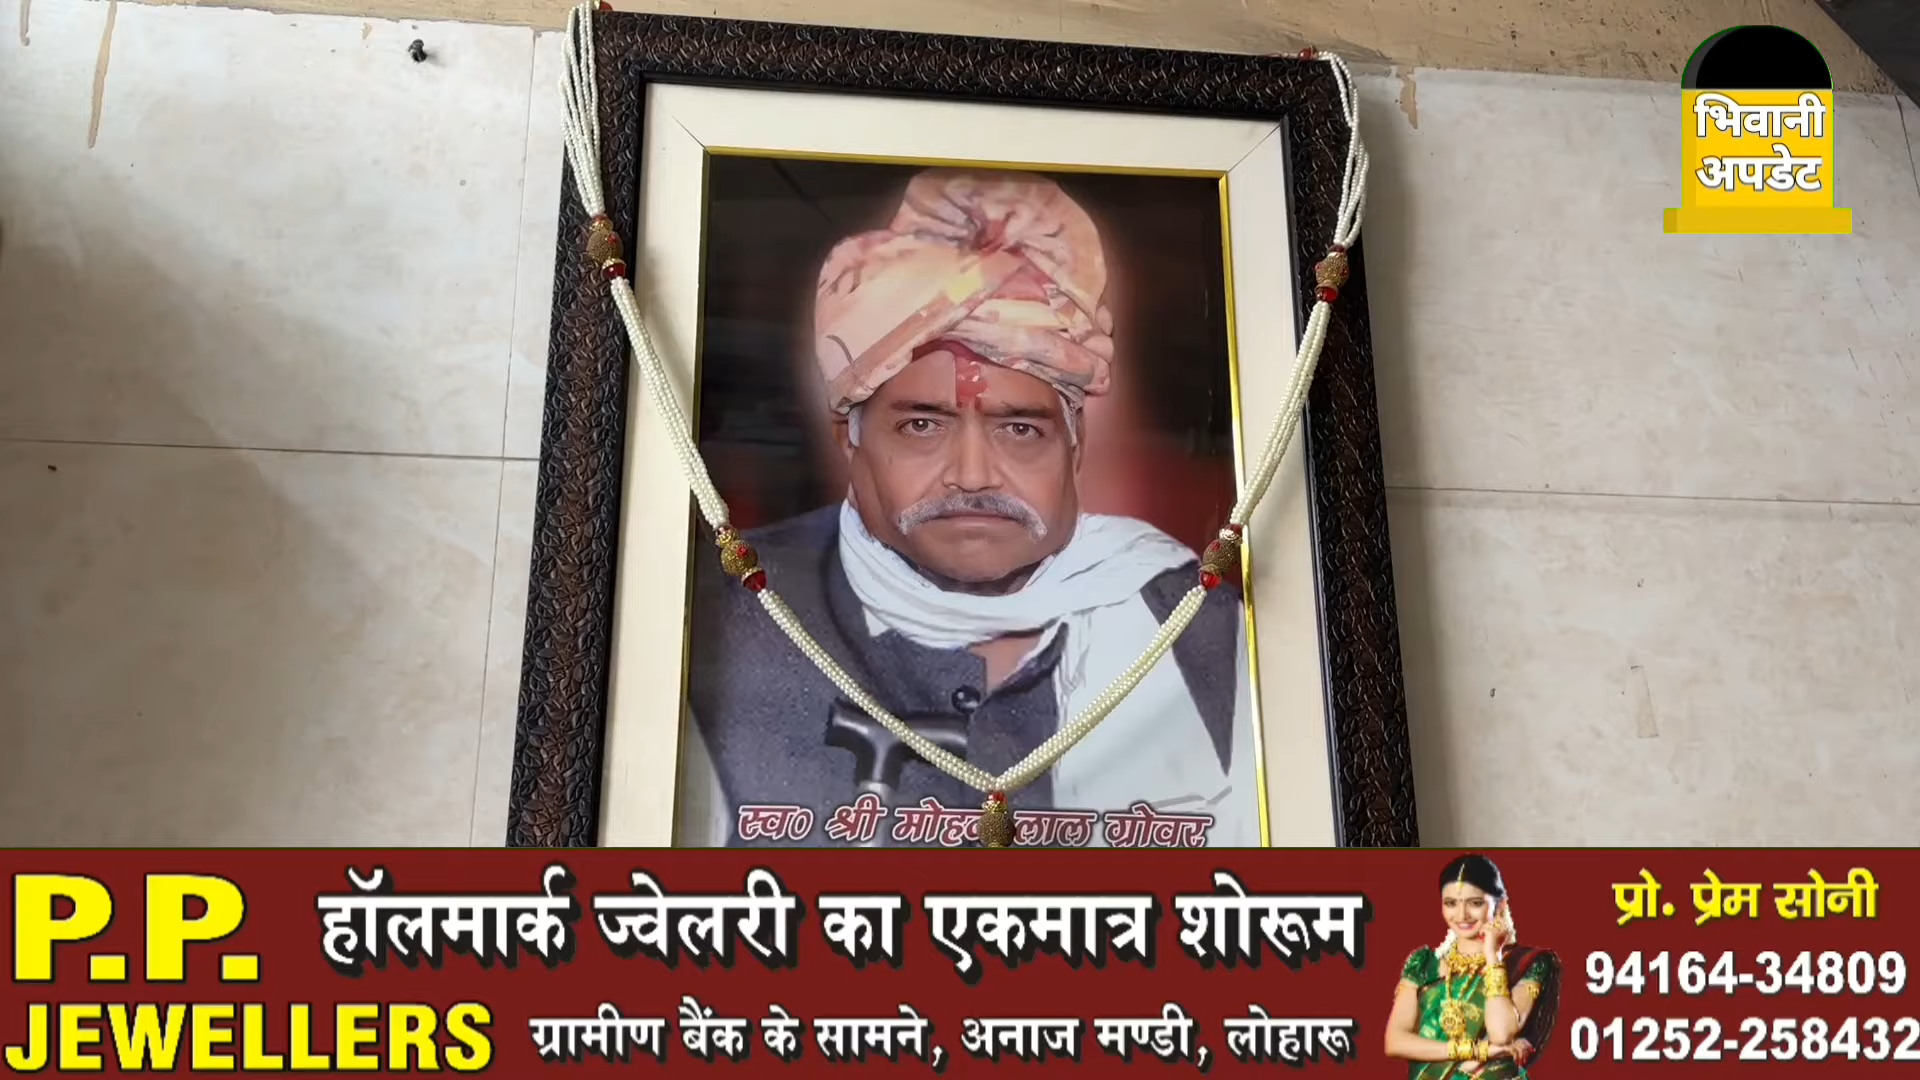 भिवानी
अपडेट
स्व० श्री लाल ग्रोवर
P.P.
JEWELLERS
हॉलमार्क ज्वेलरी का एकमात्र शोरूम
ग्रामीण बैंक के सामने, अनाज मण्डी, लोहारू
प्रो. प्रेम सोनी
94164-34809
01252-258432